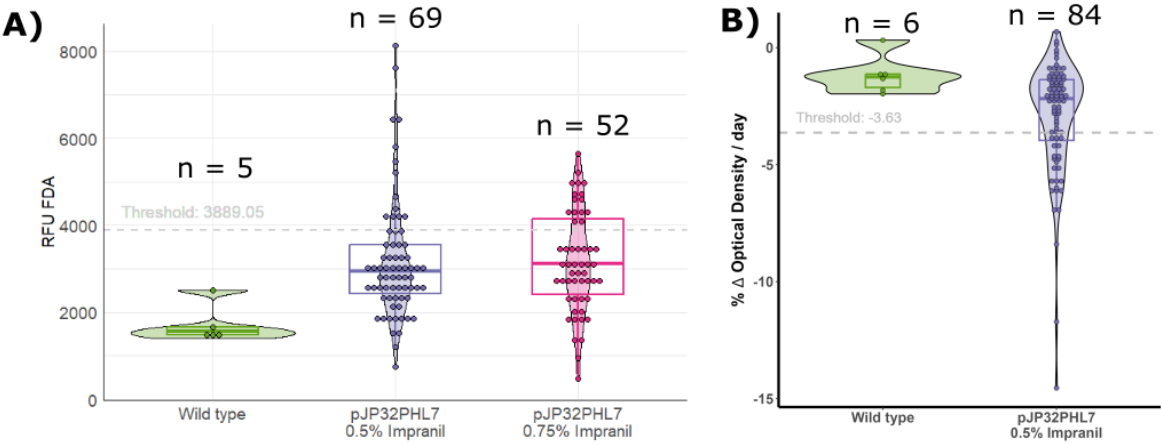 A)
n = 69
n = 5
n = 52
Threshold: 3889.05
RFU FDA
8000
6000
4000
2000
0
Wild type
pJP32PHL7
0.5% Impranil
pJP32PHL7
0.75% Impranil
B)
n = 6
n = 84
Threshold: -3.63
% Δ Optical Density / day
0
-5
-10
-15
Wild type
pJP32PHL7
0.5% Impranil